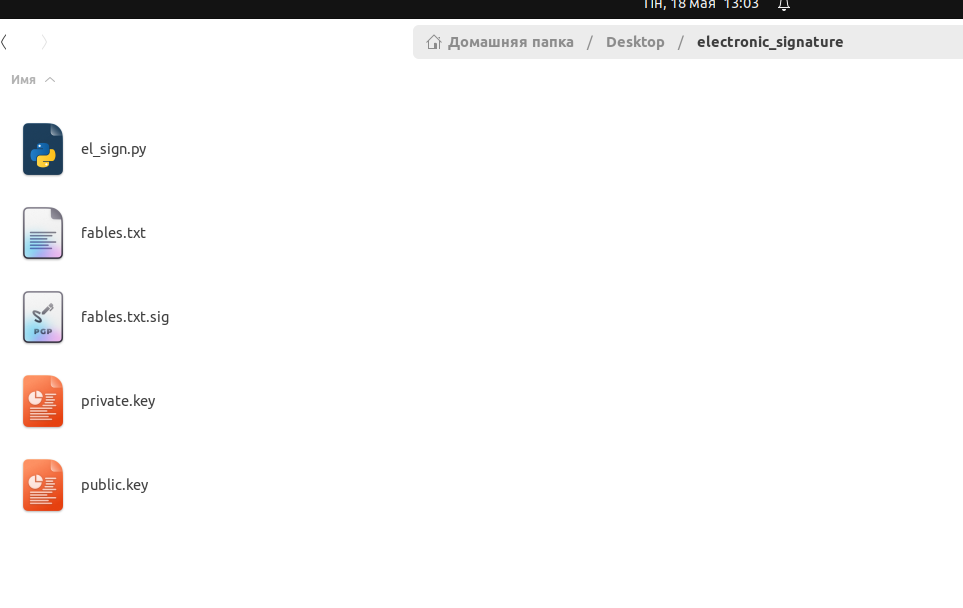 Пн, 18 мая 13:03
Домашняя папка / Desktop / electronic_signature
Имя
el_sign.py
fables.txt
PGP
fables.txt.sig
private.key
public.key